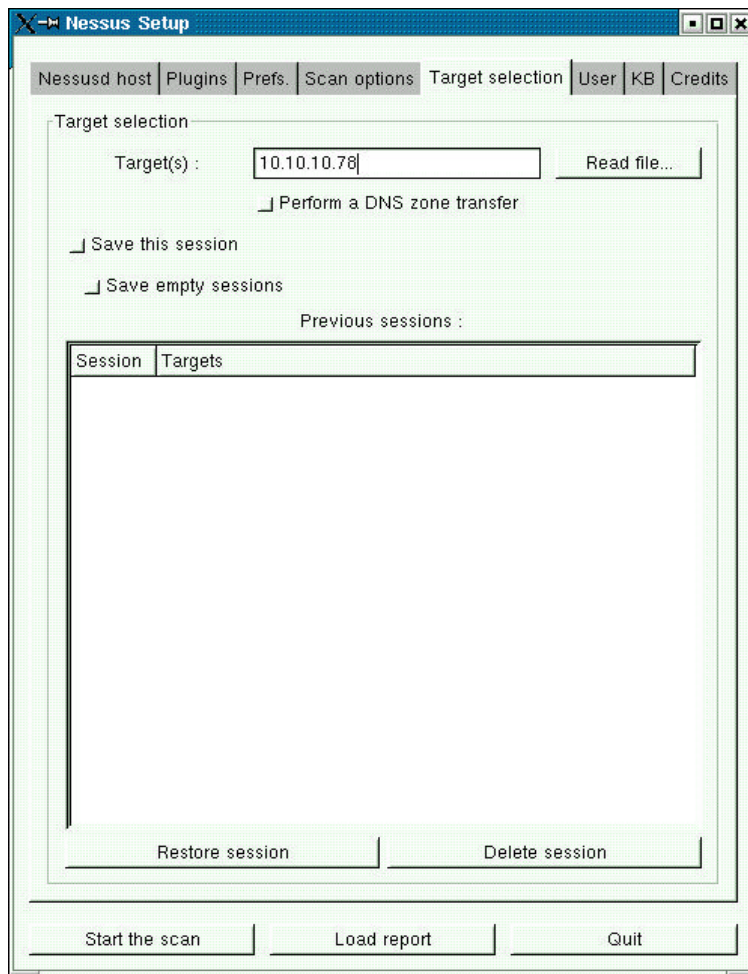 Nessus Setup
Nessusd host Plugins Prefs. Scan options Target selection User KB Credits
Target selection
Target(s) : 10.10.10.78 Read file...
Perform a DNS zone transfer
Save this session
Save empty sessions
Previous sessions :
Session Targets
Restore session Delete session
Start the scan Load report Quit